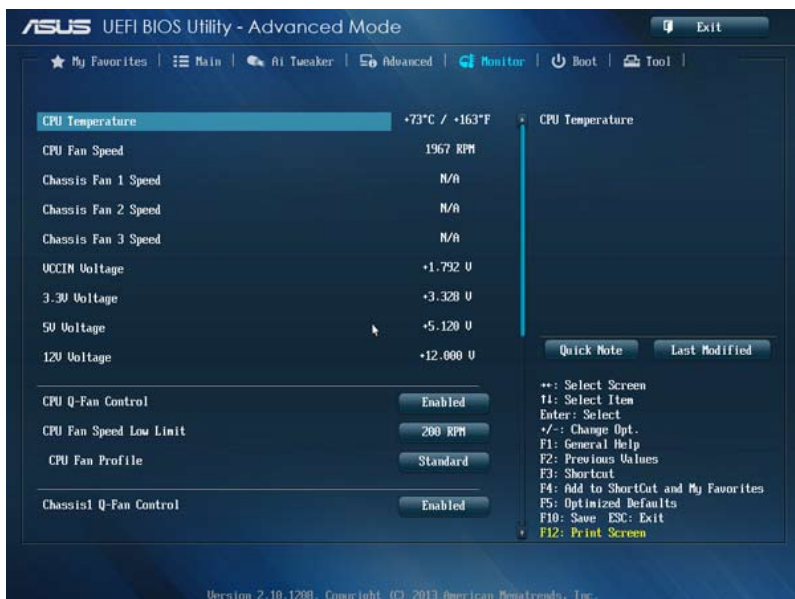 ASUS UEFI BIOS Utility - Advanced Mode
Exit
My Favorites | Main | Ai Tweaker | Advanced | Monitor | Boot | Tool |
CPU Temperature +73°C / +163°F
CPU Fan Speed 1967 RPM
Chassis Fan 1 Speed N/A
Chassis Fan 2 Speed N/A
Chassis Fan 3 Speed N/A
VCCIN Voltage +1.792 V
3.3V Voltage +3.328 V
5V Voltage +5.120 V
12V Voltage +12.000 V
CPU Q-Fan Control Enabled
CPU Fan Speed Low Limit 200 RPM
CPU Fan Profile Standard
Chassis1 Q-Fan Control Enabled
CPU Temperature
Quick Note Last Modified
→←: Select Screen
↑↓: Select Item
Enter: Select
+/-: Change Opt.
F1: General Help
F2: Previous Values
F3: Shortcut
F4: Add to ShortCut and My Favorites
F5: Optimized Defaults
F10: Save ESC: Exit
F12: Print Screen
Version 2.10.1208. Copyright (C) 2013 American Megatrends, Inc.